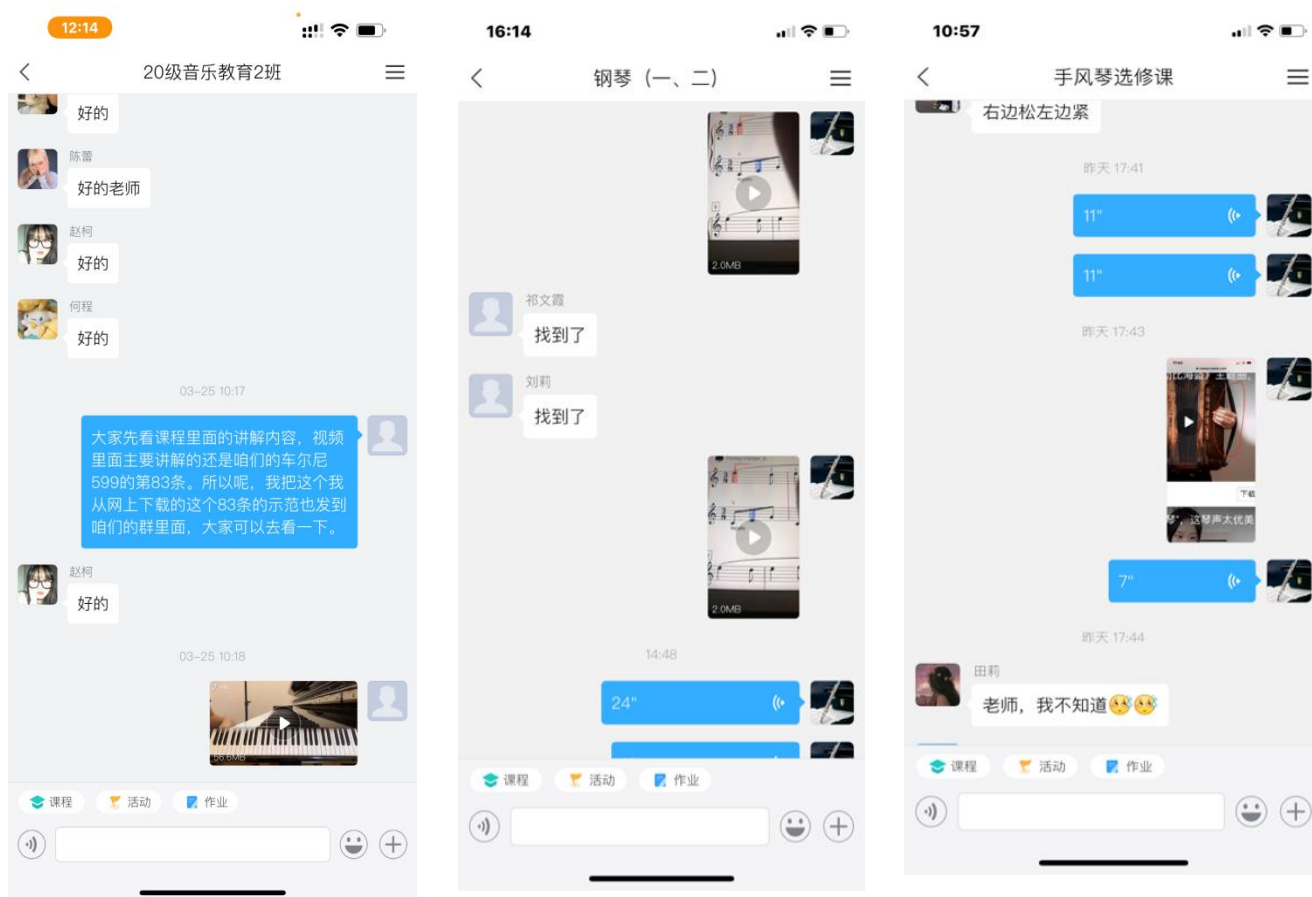 12:14
20级音乐教育2班
好的
陈蕾
好的老师
赵柯
好的
何程
好的
03-25 10:17
大家先看课程里面的讲解内容，视频
里面主要讲解的还是咱们的车尔尼
599的第83条。所以呢，我把这个我
从网上下载的这个83条的示范也发到
咱们的群里面，大家可以去看一下。
赵柯
好的
03-25 10:18
56.6MB
课程
活动
作业
16:14
钢琴（一、二）
2.0MB
祁文霞
找到了
刘莉
找到了
2.0MB
14:48
24"
课程
活动
作业
10:57
手风琴选修课
右边松左边紧
昨天 17:41
11"
11"
昨天 17:43
下载
琴"，这琴声太优美
7"
昨天 17:44
田莉
老师，我不知道🥺🥺
课程
活动
作业